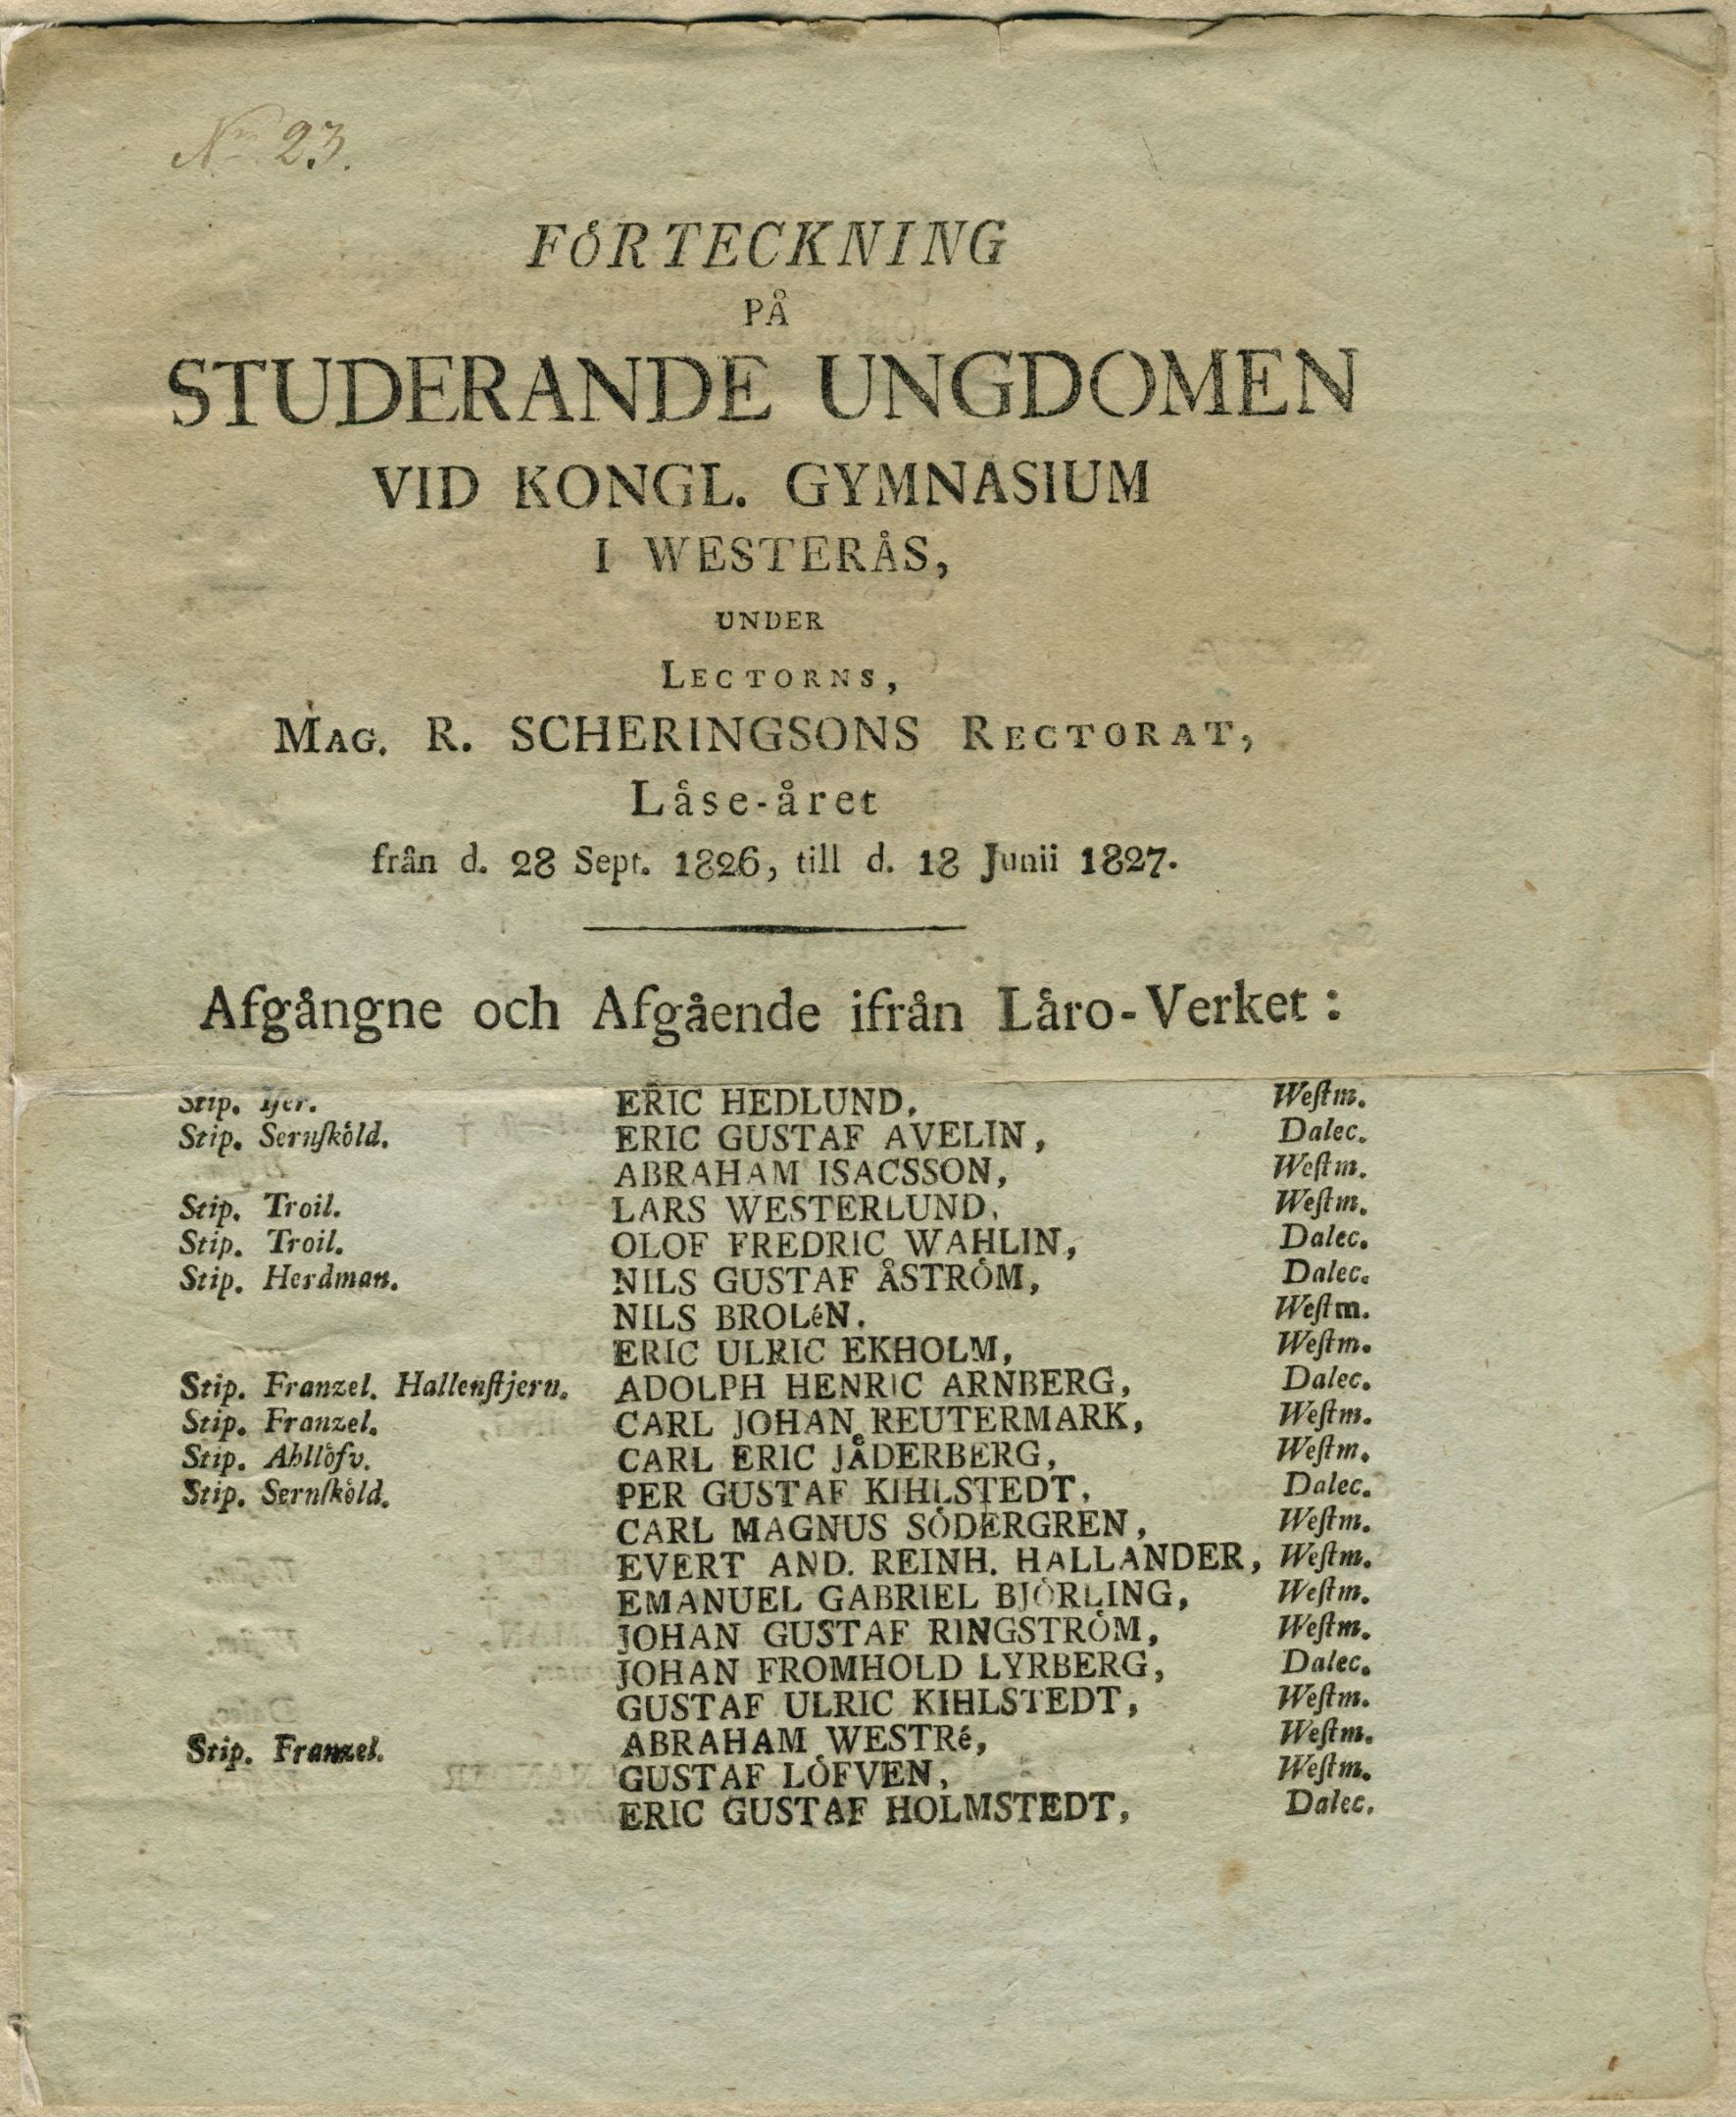 No 23.
FÖRTECKNING
PÅ
STUDERANDE UNGDOMEN
VID KONGL. GYMNASIUM
I WESTERÅS,
UNDER
LECTORNS,
MAG. R. SCHERINGSONS RECTORAT,
Läse-året
från d. 28 Sept. 1826, till d. 18 Junii 1827.
Afgångne och Afgående ifrån Läro-Verket:
Stip. ERIC HEDLUND, Weſtm.
Stip. Sernſköld. ERIC GUSTAF AVELIN, Dalec.
ABRAHAM ISACSSON, Weſtm.
Stip. Troil. LARS WESTERLUND, Weſtm.
Stip. Troil. OLOF FREDRIC WAHLIN, Dalec.
Stip. Herdman. NILS GUSTAF ÅSTRÖM, Dalec.
NILS BROLéN. Weſtm.
ERIC ULRIC EKHOLM, Weſtm.
Stip. Franzel. Hallenſtjern. ADOLPH HENRIC ARNBERG, Dalec.
Stip. Franzel. CARL JOHAN REUTERMARK, Weſtm.
Stip. Ahllöfv. CARL ERIC JÄDERBERG, Weſtm.
Stip. Sernſköld. PER GUSTAF KIHLSTEDT, Dalec.
CARL MAGNUS SÖDERGREN, Weſtm.
EVERT AND. REINH. HALLANDER, Weſtm.
EMANUEL GABRIEL BJÖRLING, Weſtm.
JOHAN GUSTAF RINGSTRÖM, Weſtm.
JOHAN FROMHOLD LYRBERG, Dalec.
GUSTAF ULRIC KIHLSTEDT, Weſtm.
Stip. Franzel. ABRAHAM WESTRé, Weſtm.
GUSTAF LÖFVEN, Weſtm.
ERIC GUSTAF HOLMSTEDT, Dalec.